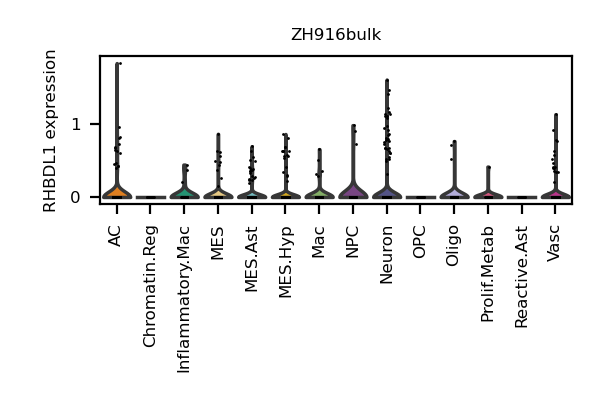 ZH916bulk
RHBDL1 expression
1
0
AC
Chromatin.Reg
Inflammatory.Mac
MES
MES.Ast
MES.Hyp
Mac
NPC
Neuron
OPC
Oligo
Prolif.Metab
Reactive.Ast
Vasc